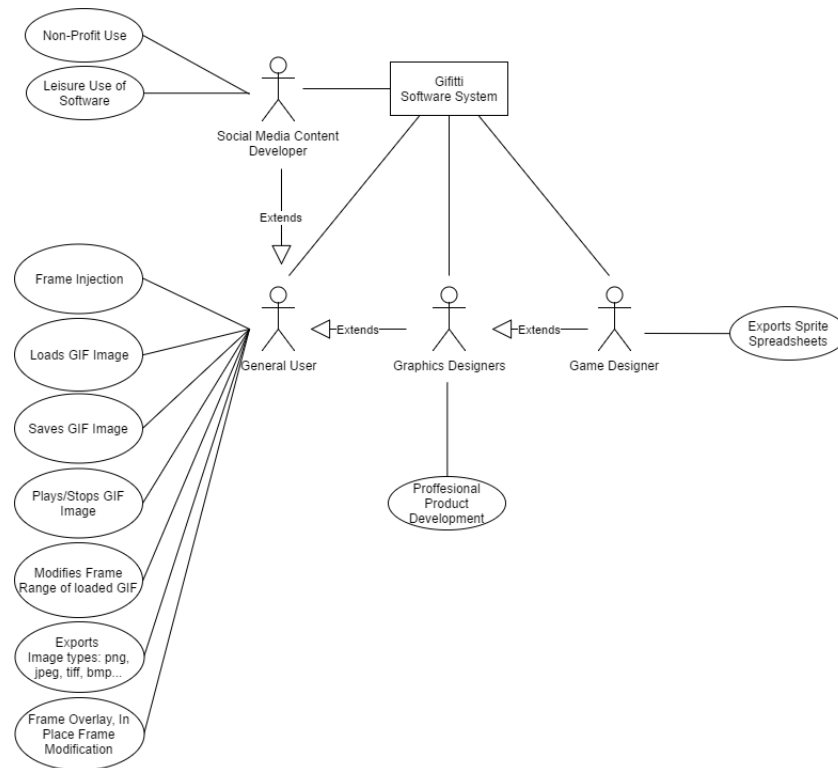 Non-Profit Use
Leisure Use of
Software
Gifitti
Software System
Social Media Content
Developer
Extends
Frame Injection
Loads GIF Image
Saves GIF Image
Plays/Stops GIF
Image
Modifies Frame
Range of loaded GIF
Exports
Image types: png,
jpeg, tiff, bmp...
Frame Overlay, In
Place Frame
Modification
General User
Extends
Graphics Designers
Extends
Game Designer
Exports Sprite
Spreadsheets
Proffesional
Product
Development